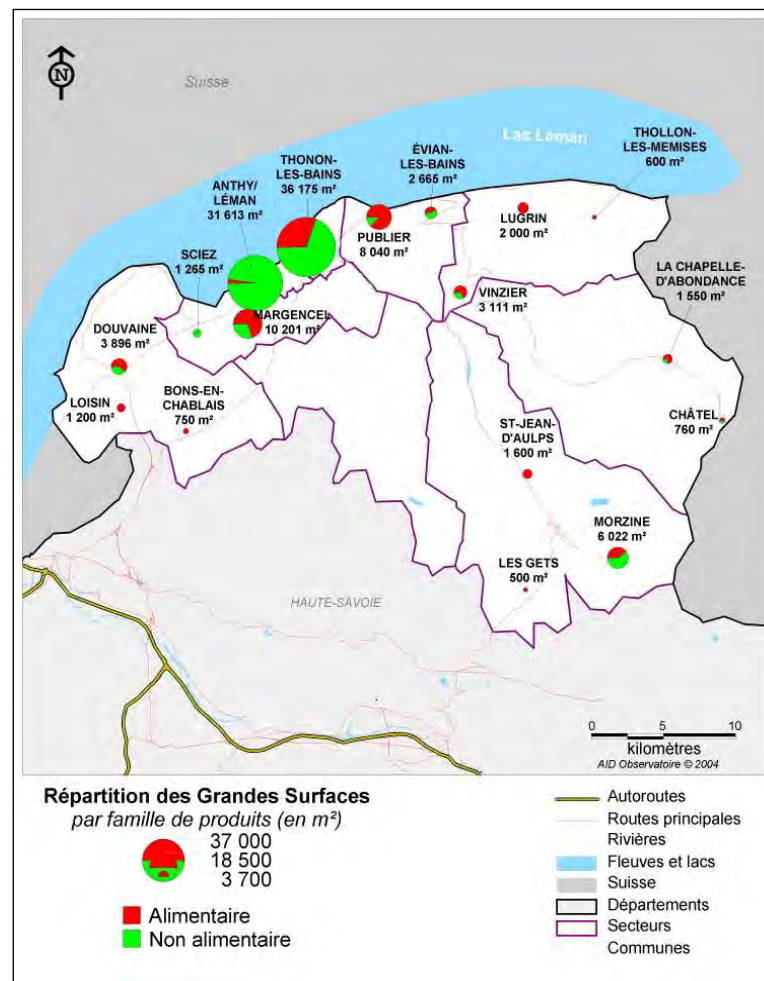 N
Suisse
Lac Léman
THOLLON-
LES-MEMISES
600 m²
ÉVIAN-
LES-BAINS
2 665 m²
THONON-
LES-BAINS
36 175 m²
ANTHY/
LÉMAN
31 613 m²
LUGRIN
2 000 m²
PUBLIER
8 040 m²
SCIEZ
1 265 m²
LA CHAPELLE-
D'ABONDANCE
1 550 m²
VINZIER
3 111 m²
MARGENCEL
10 201 m²
DOUVAINE
3 896 m²
LOISIN
1 200 m²
BONS-EN-
CHABLAIS
750 m²
CHÂTEL
760 m²
ST-JEAN-
D'AULPS
1 600 m²
MORZINE
6 022 m²
LES GETS
500 m²
HAUTE-SAVOIE
0 5 10
kilomètres
AID Observatoire © 2004
Répartition des Grandes Surfaces
par famille de produits (en m²)
37 000
18 500
3 700
Alimentaire
Non alimentaire
Autoroutes
Routes principales
Rivières
Fleuves et lacs
Suisse
Départements
Secteurs
Communes